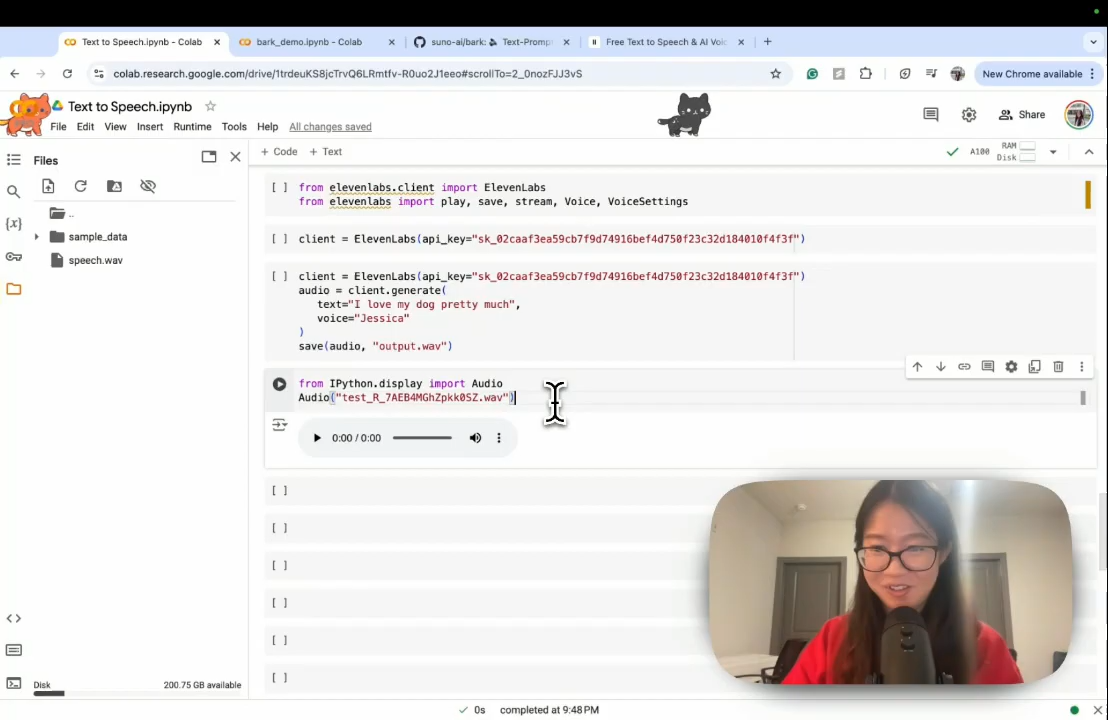 Text to Speech.ipynb - Colab
bark_demo.ipynb - Colab
suno-ai/bark: Text-Promp
Free Text to Speech & AI Voic
colab.research.google.com/drive/1trdeuKS8jcTrvQ6LRmtfv-R0uo2J1eeo#scrollTo=2_0nozFJJ3vS
New Chrome available
Text to Speech.ipynb
File Edit View Insert Runtime Tools Help All changes saved
Share
Files
+ Code + Text
A100
RAM
Disk
..
sample_data
speech.wav
[ ] from elevenlabs.client import ElevenLabs
from elevenlabs import play, save, stream, Voice, VoiceSettings
[ ] client = ElevenLabs(api_key="sk_02caaf3ea59cb7f9d74916bef4d750f23c32d184010f4f3f")
[ ] client = ElevenLabs(api_key="sk_02caaf3ea59cb7f9d74916bef4d750f23c32d184010f4f3f")
audio = client.generate(
text="I love my dog pretty much",
voice="Jessica"
)
save(audio, "output.wav")
from IPython.display import Audio
Audio("test_R_7AEB4MGhZpkk0SZ.wav")
0:00 / 0:00
[ ]
[ ]
[ ]
[ ]
[ ]
[ ]
Disk
200.75 GB available
0s completed at 9:48 PM